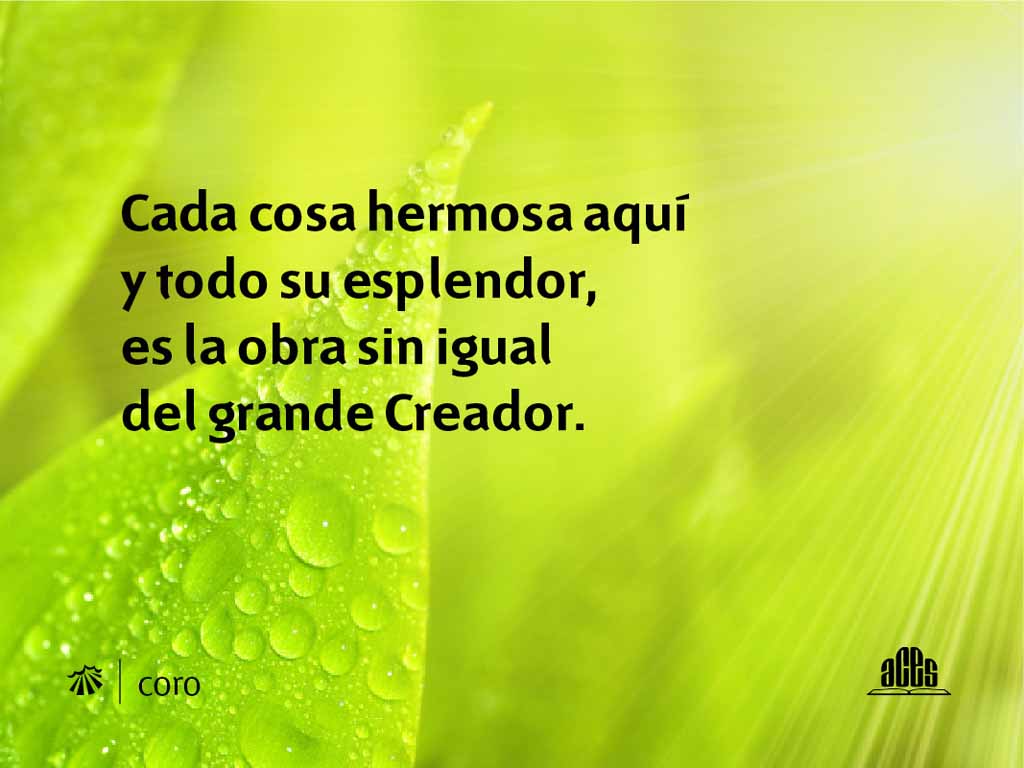 Cada cosa hermosa aquí
y todo su esplendor,
es la obra sin igual
del grande Creador.
coro
aces